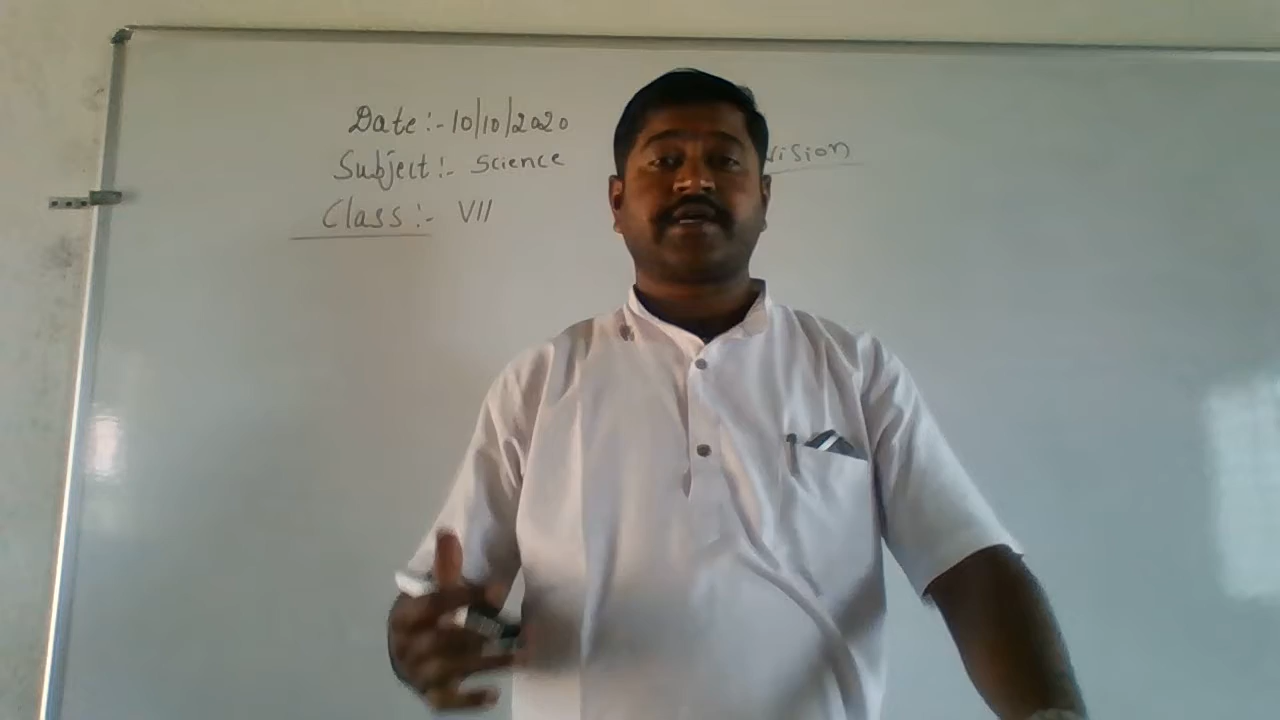 Date :- 10/10/2020
Subject :- Science
Class :- VII